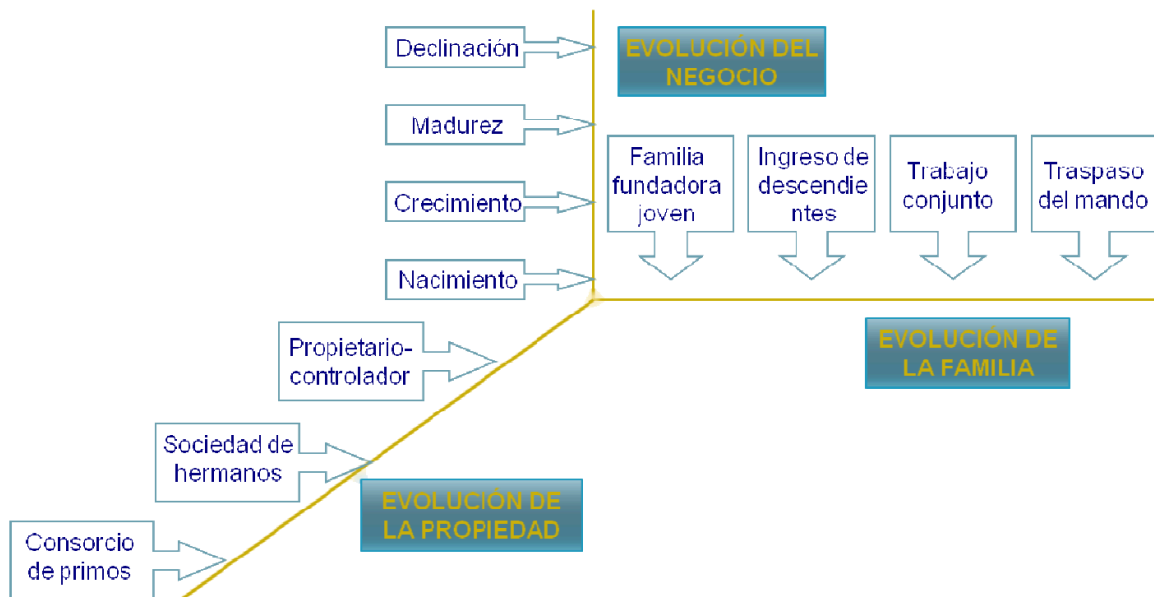 Declinación
EVOLUCIÓN DEL
NEGOCIO
Madurez
Familia
fundadora
joven
Ingreso de
descendie
ntes
Trabajo
conjunto
Traspaso
del mando
Crecimiento
Nacimiento
Propietario-
controlador
EVOLUCIÓN DE
LA FAMILIA
Sociedad de
hermanos
EVOLUCIÓN DE
LA PROPIEDAD
Consorcio
de primos